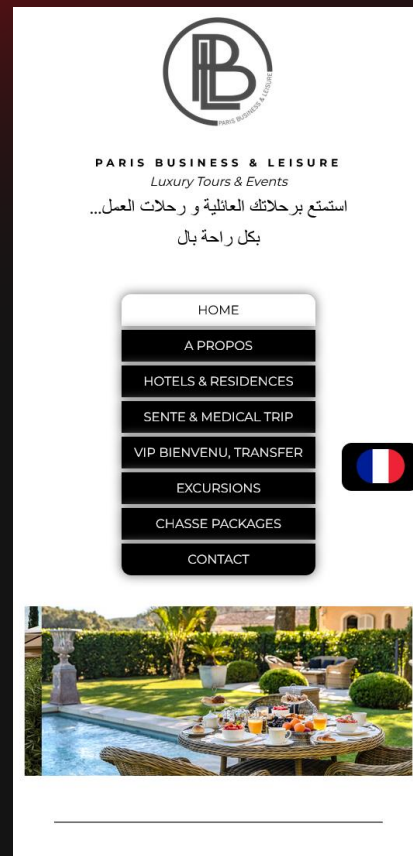 PLB
PARIS BUSINESS & LEISURE
PARIS BUSINESS & LEISURE
Luxury Tours & Events
استمتع برحلاتك العائلية و رحلات العمل...
بكل راحة بال
HOME
A PROPOS
HOTELS & RESIDENCES
SENTE & MEDICAL TRIP
VIP BIENVENU, TRANSFER
EXCURSIONS
CHASSE PACKAGES
CONTACT